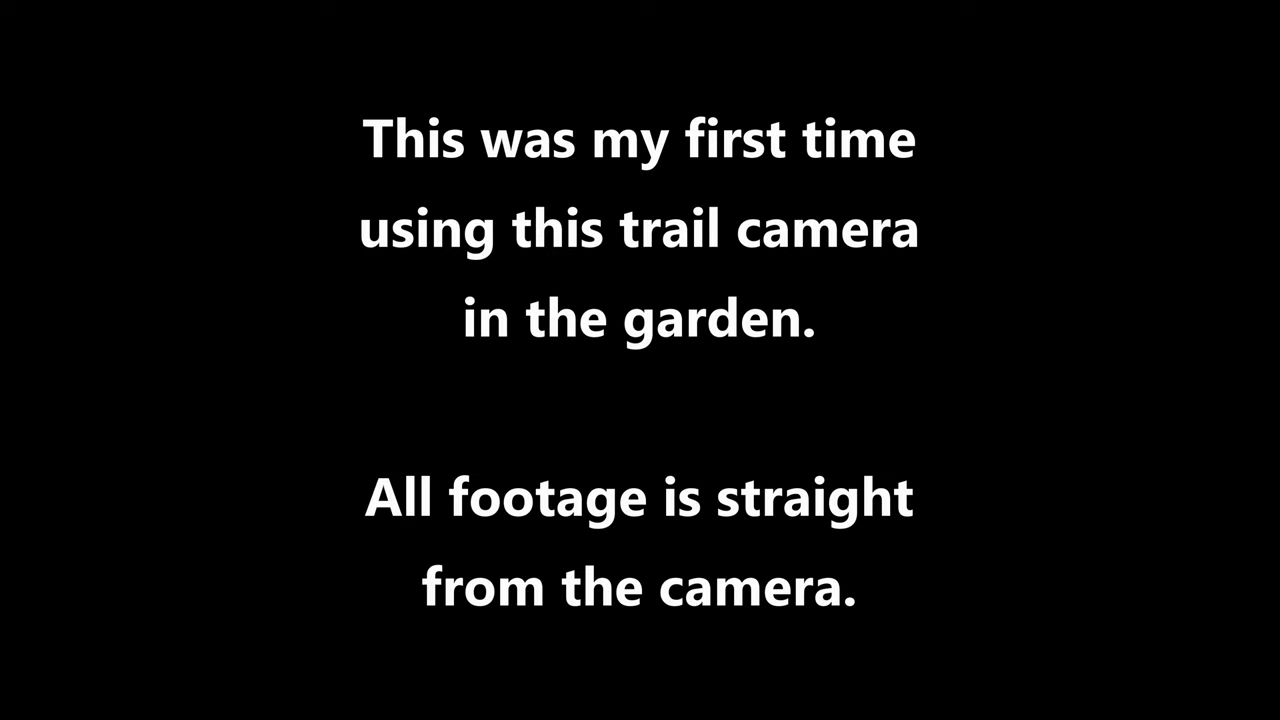 This was my first time
using this trail camera
in the garden.
All footage is straight
from the camera.